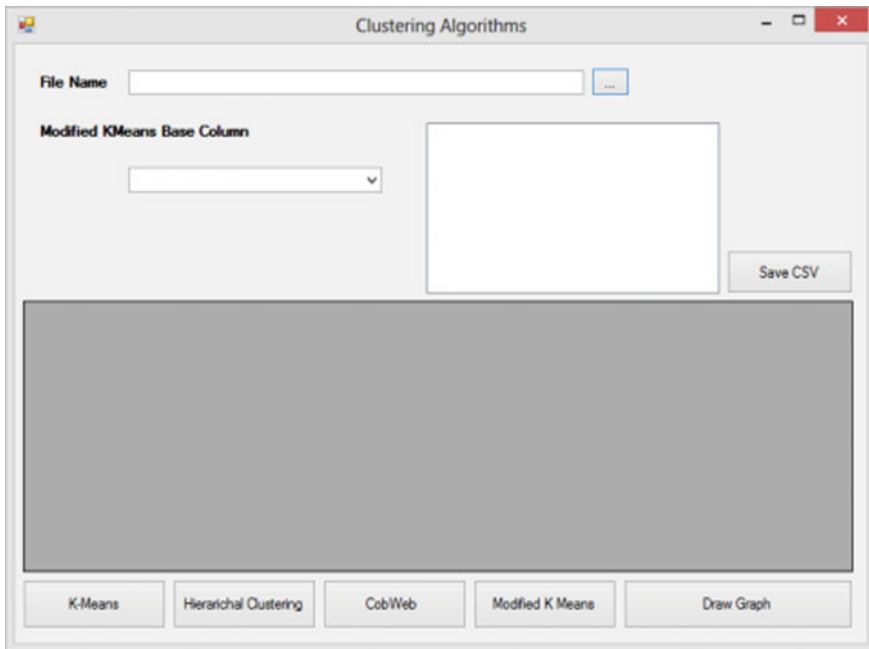 Clustering Algorithms
File Name
...
Modified KMeans Base Column
Save CSV
K-Means
Hierarichal Clustering
CobWeb
Modified K Means
Draw Graph